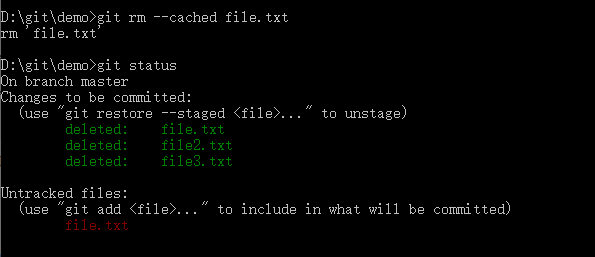 D:\git\demo>git rm --cached file.txt
rm 'file.txt'
D:\git\demo>git status
On branch master
Changes to be committed:
  (use "git restore --staged <file>..." to unstage)
        deleted:    file.txt
        deleted:    file2.txt
        deleted:    file3.txt
Untracked files:
  (use "git add <file>..." to include in what will be committed)
        file.txt